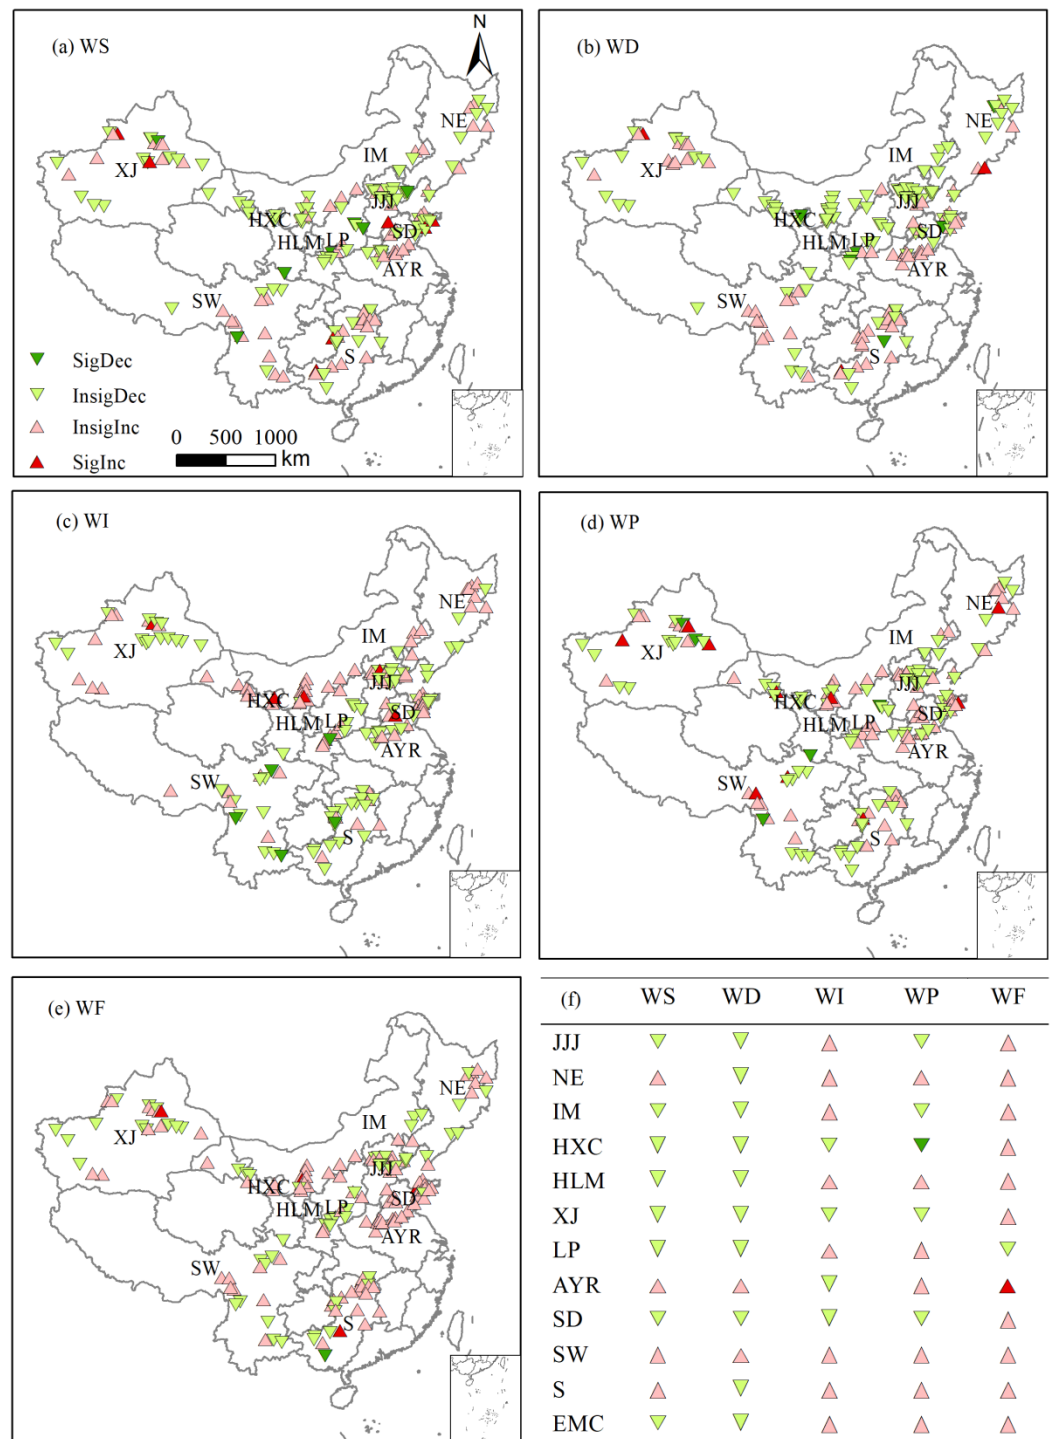 (a) WS
N
NE
IM
XJ
JJJ
HXC
SD
HLM
LP
AYR
SW
S
SigDec
InsigDec
InsigInc
SigInc
0 500 1000
km
(b) WD
NE
IM
XJ
JJJ
HXC
SD
HLM
LP
AYR
SW
S
(c) WI
NE
IM
XJ
JJJ
HXC
SD
HLM
LP
AYR
SW
S
(d) WP
NE
IM
XJ
JJJ
HXC
SD
HLM
LP
AYR
SW
S
(e) WF
NE
IM
XJ
JJJ
HXC
SD
HLM
LP
AYR
SW
S
(f) WS WD WI WP WF
JJJ
NE
IM
HXC
HLM
XJ
LP
AYR
SD
SW
S
EMC